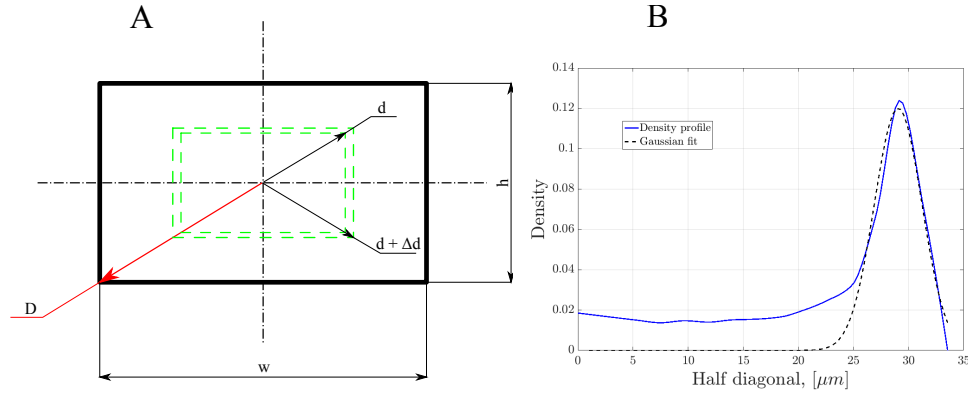 A
d
h
d + Δd
D
w
B
0.14
0.12
0.1
0.08
0.06
0.04
0.02
0
Density
Density profile
Gaussian fit
0 5 10 15 20 25 30 35
Half diagonal, [μm]